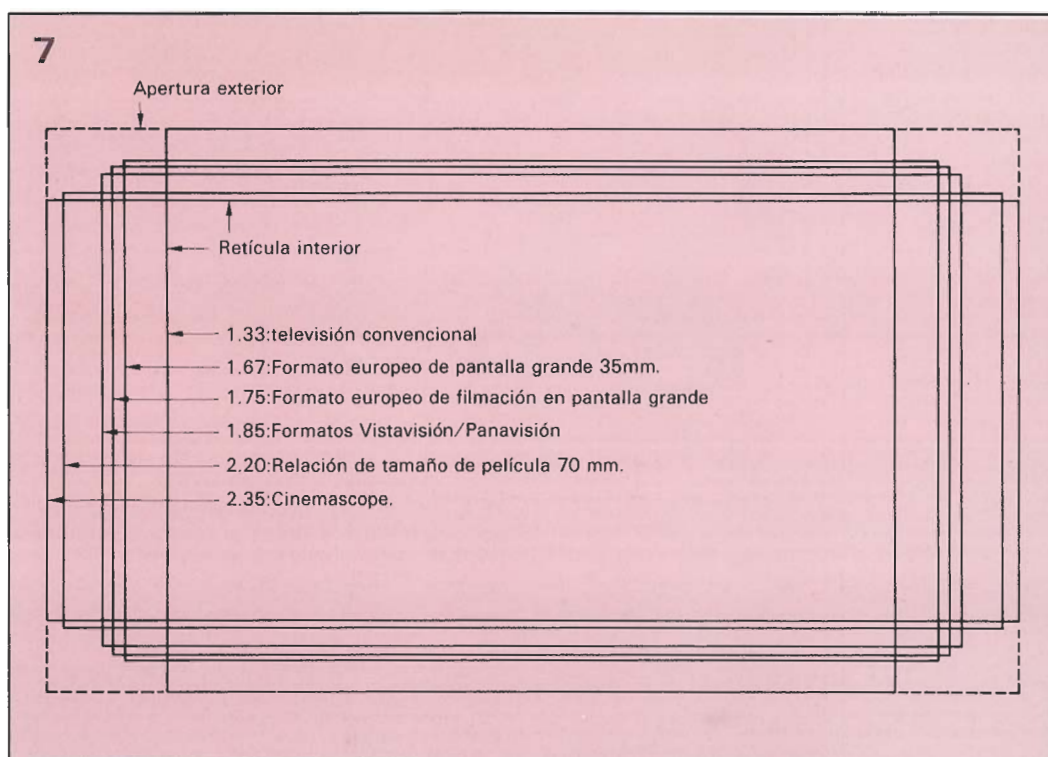 7
Apertura exterior
Retícula interior
1.33:televisión convencional
1.67:Formato europeo de pantalla grande 35mm.
1.75:Formato europeo de filmación en pantalla grande
1.85:Formatos Vistavisión/Panavisión
2.20:Relación de tamaño de película 70 mm.
2.35:Cinemascope.